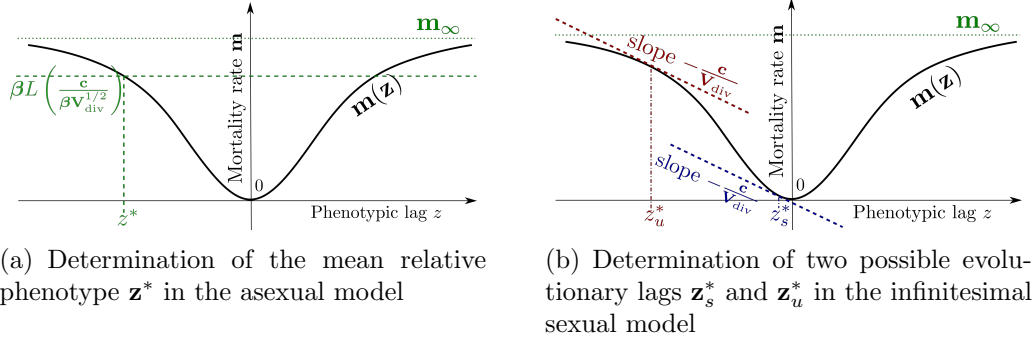 m∞
βL(c/βV_div^1/2)
Mortality rate m
m(z)
0
Phenotypic lag z
z*
(a) Determination of the mean relative
phenotype z* in the asexual model
m∞
slope −c/V_div
Mortality rate m
m(z)
slope −c/V_div
0
z*_u
z*_s
Phenotypic lag z
(b) Determination of two possible evolu-
tionary lags z*_s and z*_u in the infinitesimal
sexual model